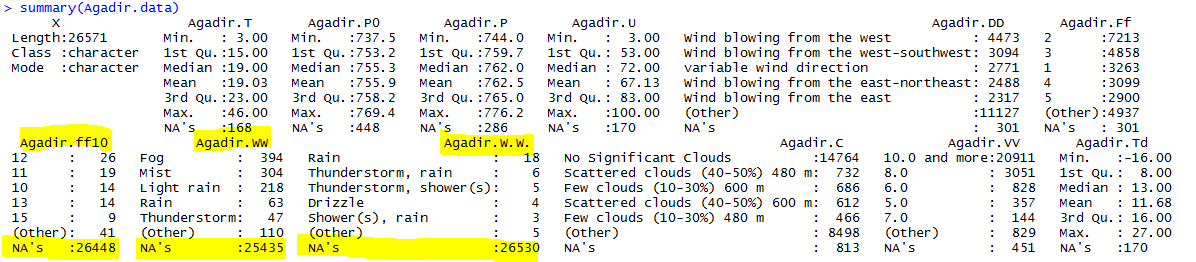 > summary(Agadir.data)
X Agadir.T Agadir.P0 Agadir.P Agadir.U Agadir.DD Agadir.Ff
Length:26571 Min. : 3.00 Min. :737.5 Min. :744.0 Min. : 3.00 Wind blowing from the west : 4473 2 :7213
Class :character 1st Qu.:15.00 1st Qu.:753.2 1st Qu.:759.7 1st Qu.: 53.00 Wind blowing from the west-southwest: 3094 3 :4858
Mode :character Median :19.00 Median :755.3 Median :762.0 Median : 72.00 variable wind direction : 2771 1 :3263
Mean :19.03 Mean :755.9 Mean :762.5 Mean : 67.13 Wind blowing from the east-northeast: 2488 4 :3099
3rd Qu.:23.00 3rd Qu.:758.2 3rd Qu.:765.0 3rd Qu.: 83.00 Wind blowing from the east : 2317 5 :2900
Max. :46.00 Max. :769.4 Max. :776.2 Max. :100.00 (Other) :11127 (Other):4937
NA's :168 NA's :448 NA's :286 NA's :170 NA's : 301 NA's : 301
Agadir.ff10 Agadir.WW Agadir.W.W. Agadir.C Agadir.VV Agadir.Td
12 : 26 Fog : 394 Rain : 18 No Significant Clouds :14764 10.0 and more:20911 Min. :-16.00
11 : 19 Mist : 304 Thunderstorm, rain : 6 Scattered clouds (40-50%) 480 m: 732 8.0 : 3051 1st Qu.: 8.00
10 : 14 Light rain : 218 Thunderstorm, shower(s): 5 Few clouds (10-30%) 600 m : 686 6.0 : 828 Median : 13.00
13 : 14 Rain : 63 Drizzle : 4 Scattered clouds (40-50%) 600 m: 612 5.0 : 357 Mean : 11.68
15 : 9 Thunderstorm: 47 Shower(s), rain : 3 Few clouds (10-30%) 480 m : 466 7.0 : 144 3rd Qu.: 16.00
(Other): 41 (Other) : 110 (Other) : 5 (Other) : 8498 (Other) : 829 Max. : 27.00
NA's :26448 NA's :25435 NA's :26530 NA's : 813 NA's : 451 NA's :170